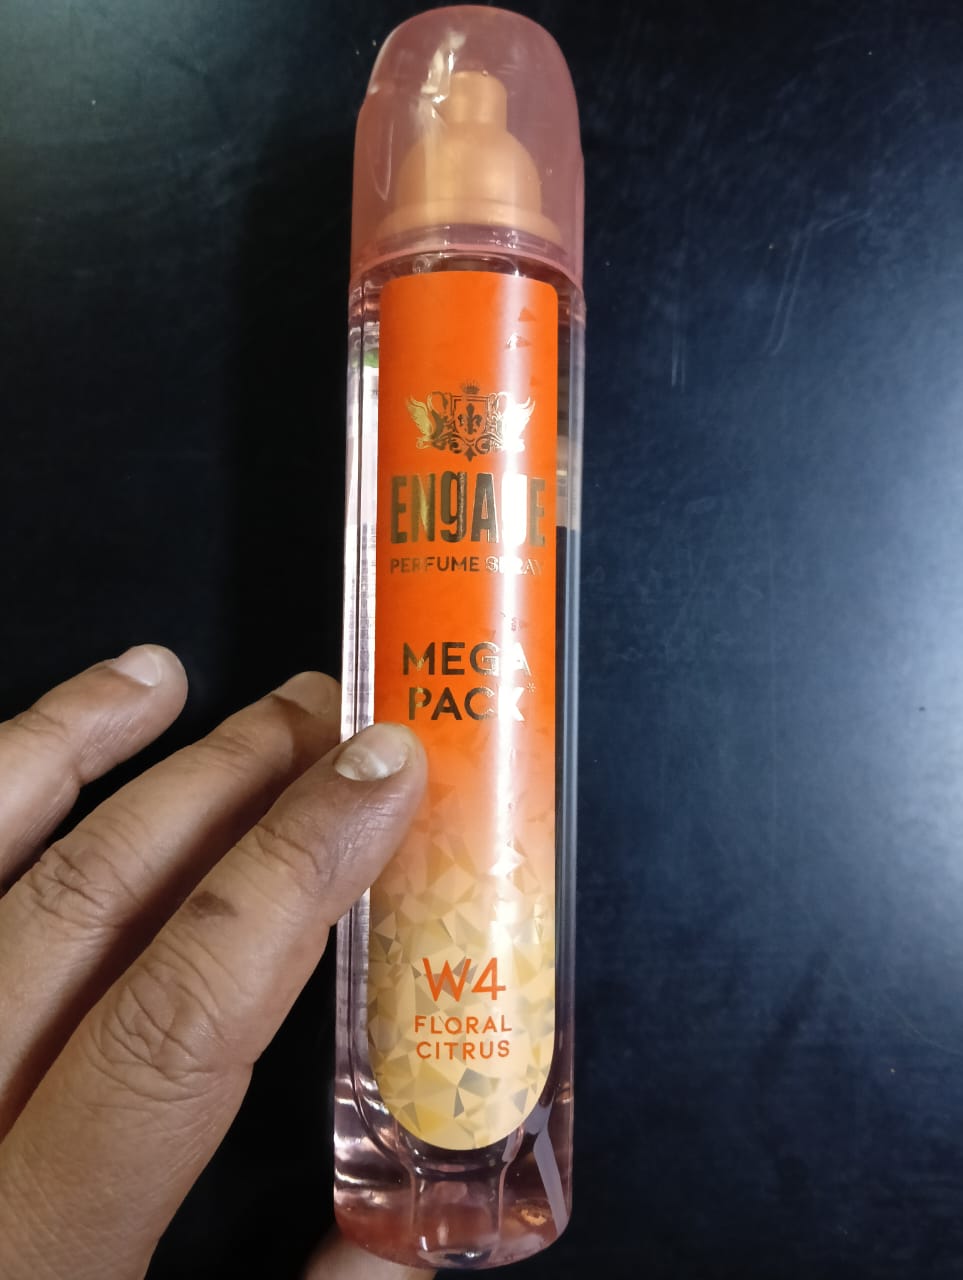 ENGAGE
PERFUME SPRAY
MEGA
PACK*
W4
FLORAL
CITRUS